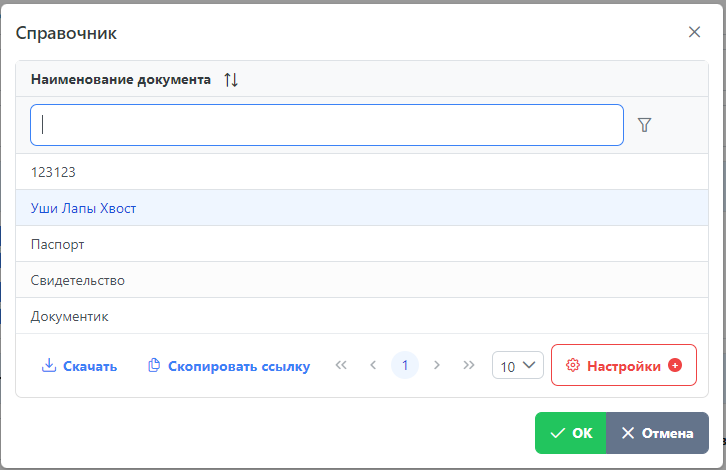 Справочник
Наименование документа
123123
Уши Лапы Хвост
Паспорт
Свидетельство
Документик
Скачать Скопировать ссылку 1 10 Настройки
OK Отмена